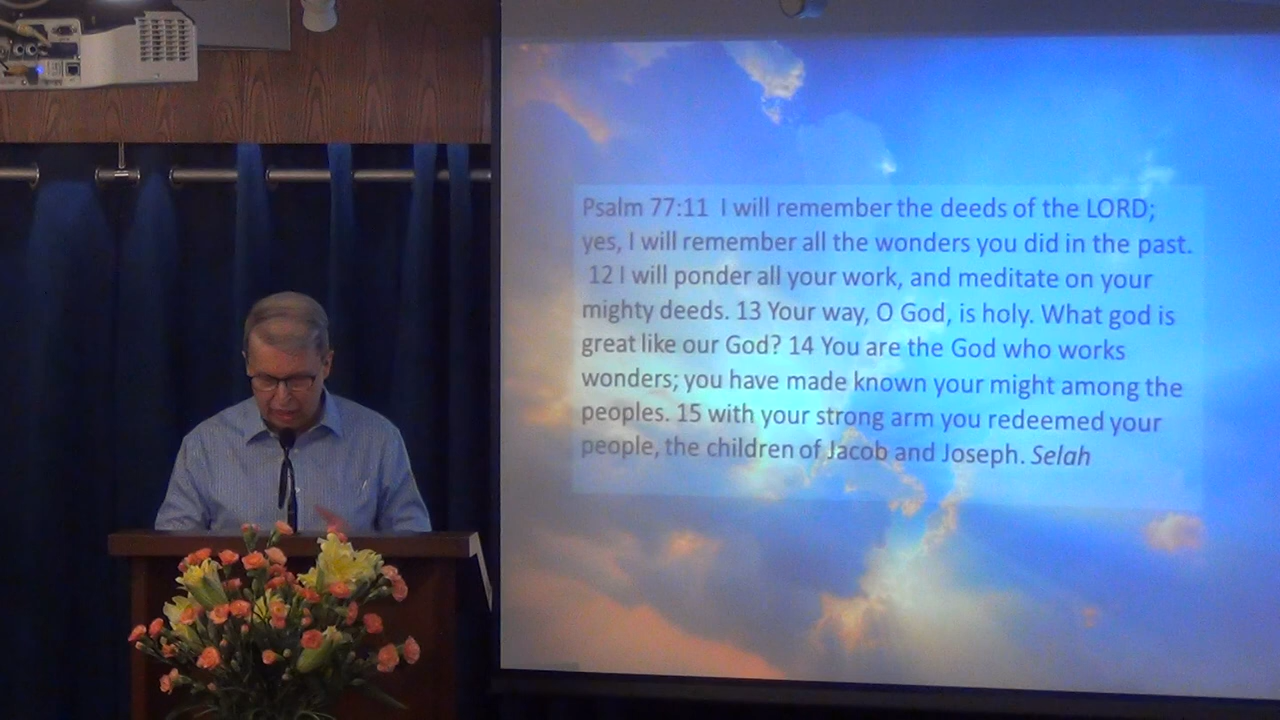 Psalm 77:11 I will remember the deeds of the LORD;
yes, I will remember all the wonders you did in the past.
12 I will ponder all your work, and meditate on your
mighty deeds. 13 Your way, O God, is holy. What god is
great like our God? 14 You are the God who works
wonders; you have made known your might among the
peoples. 15 with your strong arm you redeemed your
people, the children of Jacob and Joseph. Selah